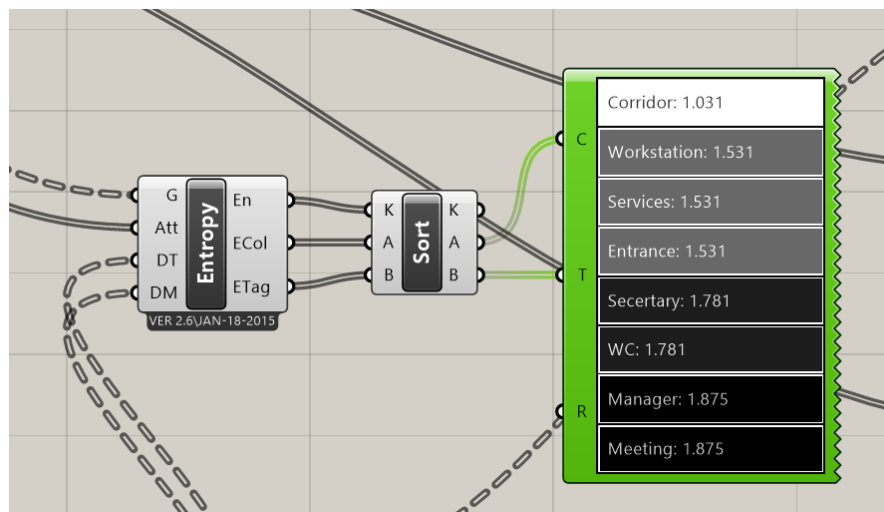 G
Att
DT
DM
Entropy
En
ECol
ETag
VER 2.6\JAN-18-2015
K
A
B
Sort
K
A
B
C
T
R
Corridor: 1.031
Workstation: 1.531
Services: 1.531
Entrance: 1.531
Secertary: 1.781
WC: 1.781
Manager: 1.875
Meeting: 1.875